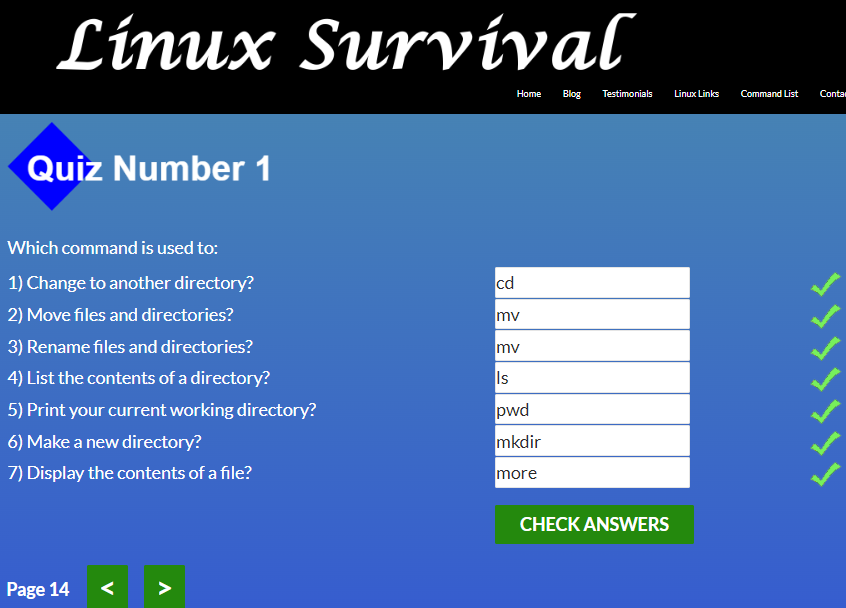 Linux Survival
Home Blog Testimonials Linux Links Command List Conta
Quiz Number 1
Which command is used to:
1) Change to another directory? cd
2) Move files and directories? mv
3) Rename files and directories? mv
4) List the contents of a directory? ls
5) Print your current working directory? pwd
6) Make a new directory? mkdir
7) Display the contents of a file? more
CHECK ANSWERS
Page 14 < >